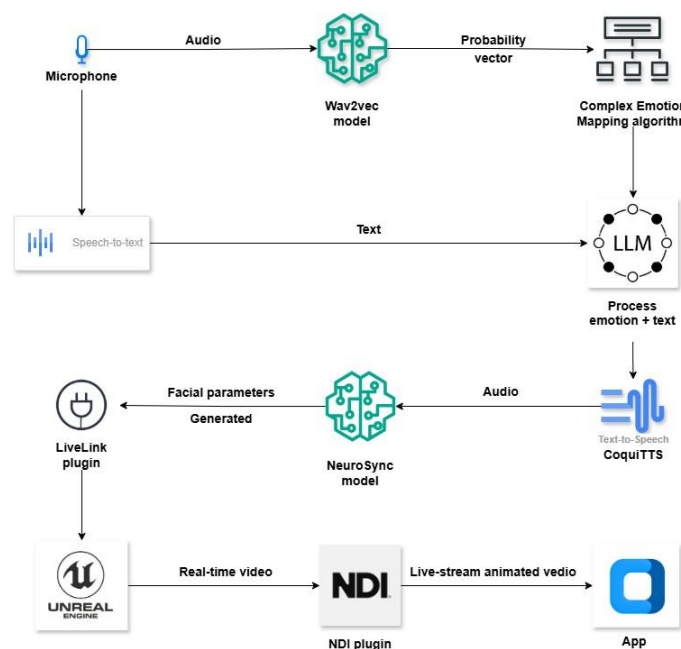 Audio
Probability
vector
Microphone
Wav2vec
model
Complex Emotion
Mapping algorithm
Speech-to-text
Text
LLM
Process
emotion + text
Facial parameters
Generated
Audio
LiveLink
plugin
NeuroSync
model
Text-to-Speech
CoquiTTS
UNREAL
ENGINE
Real-time video
NDI
Live-stream animated vedio
NDI plugin
App